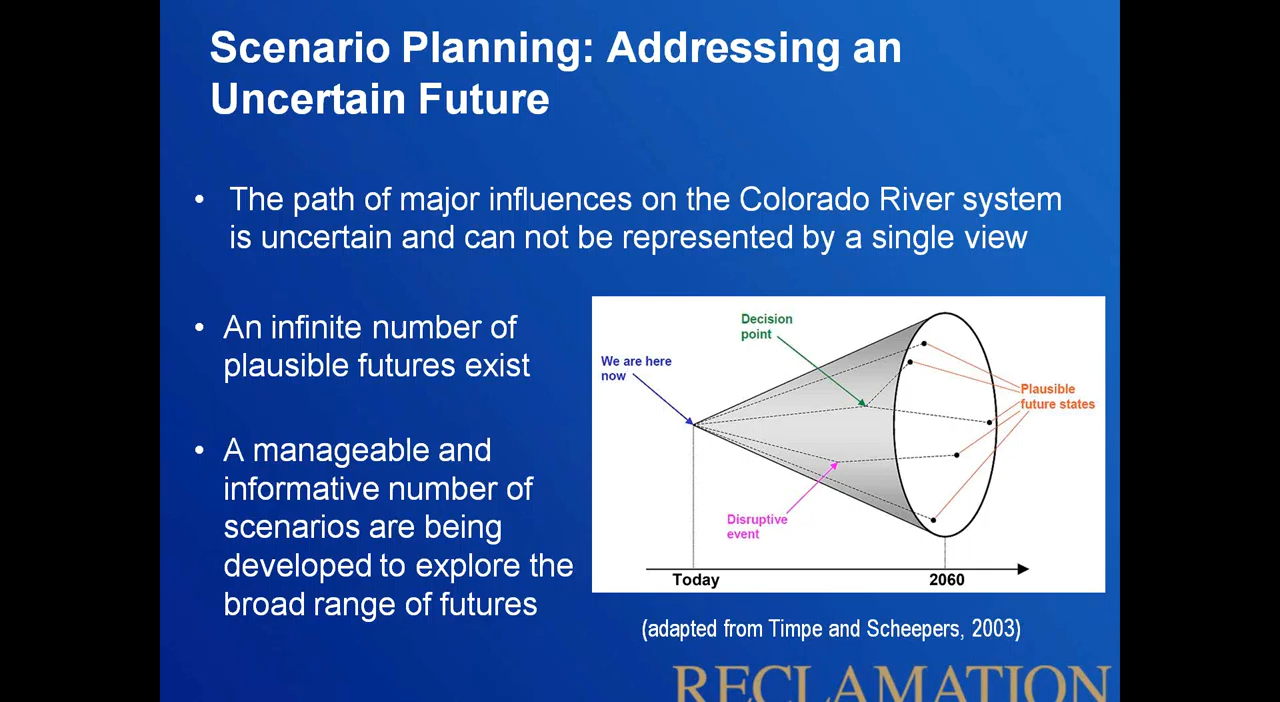 Scenario Planning: Addressing an
Uncertain Future
• The path of major influences on the Colorado River system
is uncertain and can not be represented by a single view
• An infinite number of
plausible futures exist
• A manageable and
informative number of
scenarios are being
developed to explore the
broad range of futures
Decision
point
We are here
now
Plausible
future states
Disruptive
event
Today
2060
(adapted from Timpe and Scheepers, 2003)
RECLAMATION